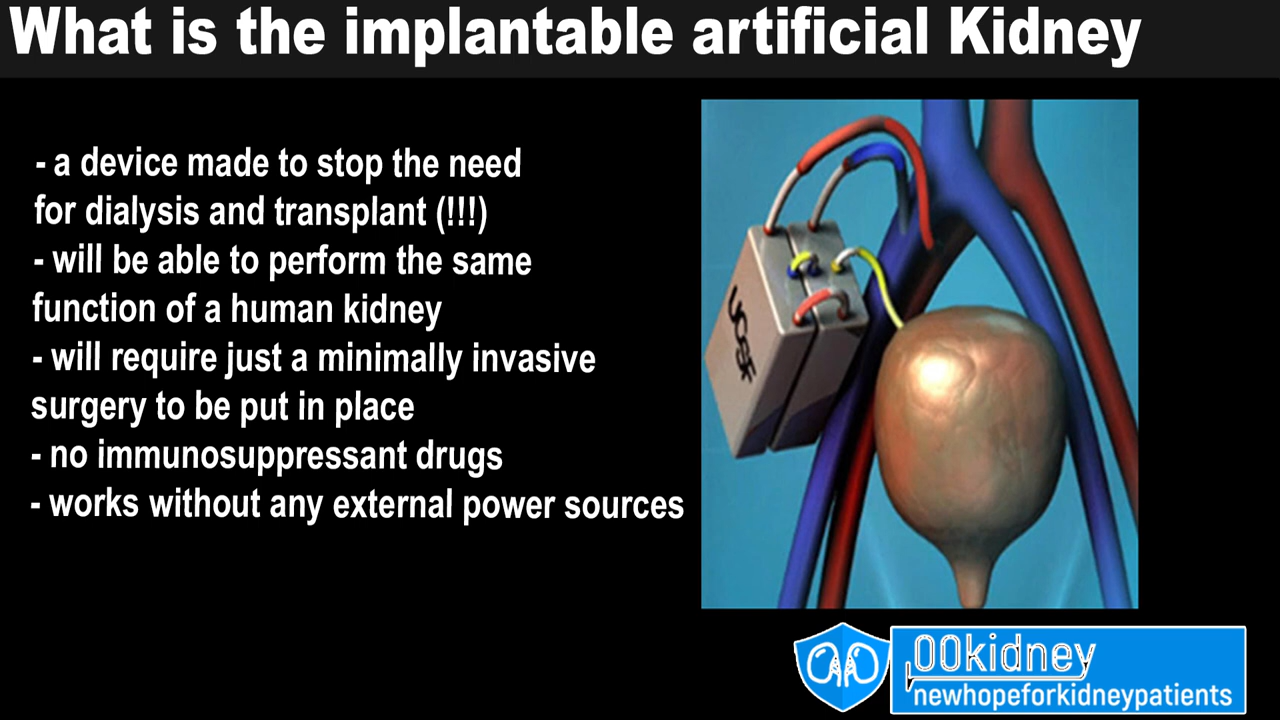 What is the implantable artificial Kidney
- a device made to stop the need
for dialysis and transplant (!!!)
- will be able to perform the same
function of a human kidney
- will require just a minimally invasive
surgery to be put in place
- no immunosuppressant drugs
- works without any external power sources
UCSF
00kidney
newhopeforkidneypatients